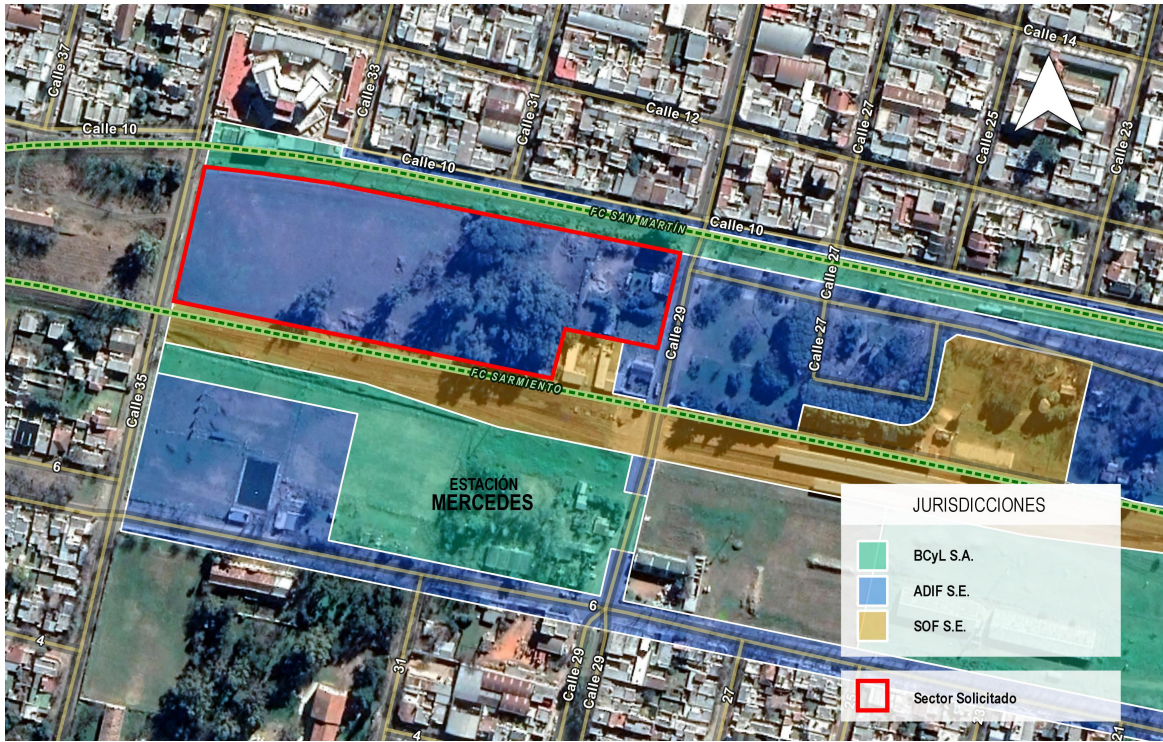 Calle 14
Calle 37
Calle 33
Calle 31
Calle 12
Calle 27
Calle 25
Calle 23
Calle 10
Calle 10
FC SAN MARTÍN
Calle 10
Calle 27
Calle 29
Calle 27
FC SARMIENTO
Calle 35
6
ESTACIÓN
MERCEDES
JURISDICCIONES
BCyL S.A.
ADIF S.E.
SOF S.E.
Sector Solicitado
6
4
31
Calle 29
Calle 29
27
25
23
21
4